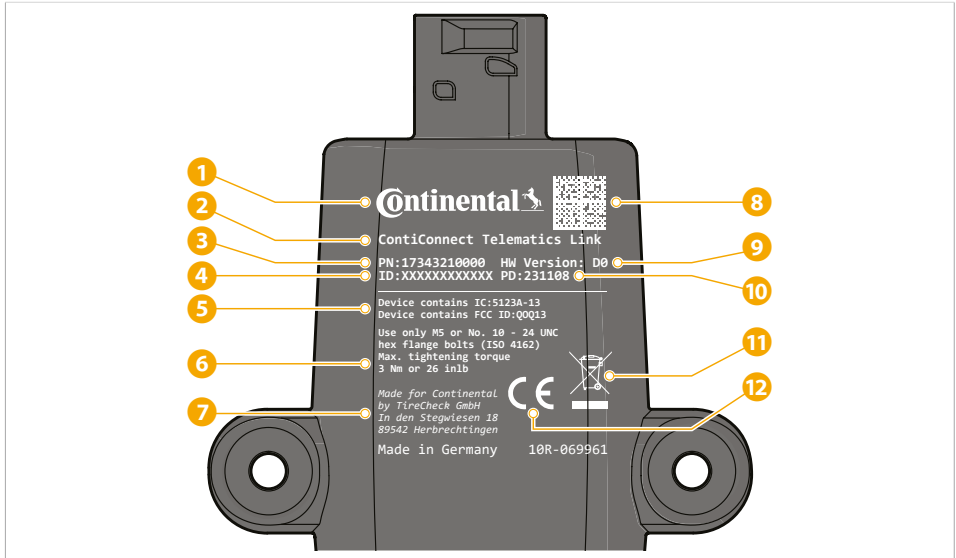 1
2
3
4
5
6
7
8
9
10
11
12
Continental
ContiConnect Telematics Link
PN:17343210000 HW Version: D0
ID:XXXXXXXXXXXX PD:231108
Device contains IC:5123A-13
Device contains FCC ID:QOQ13
Use only M5 or No. 10 - 24 UNC
hex flange bolts (ISO 4162)
Max. tightening torque
3 Nm or 26 inlb
Made for Continental
by TireCheck GmbH
In den Stegwiesen 18
89542 Herbrechtingen
CE
Made in Germany 10R-069961